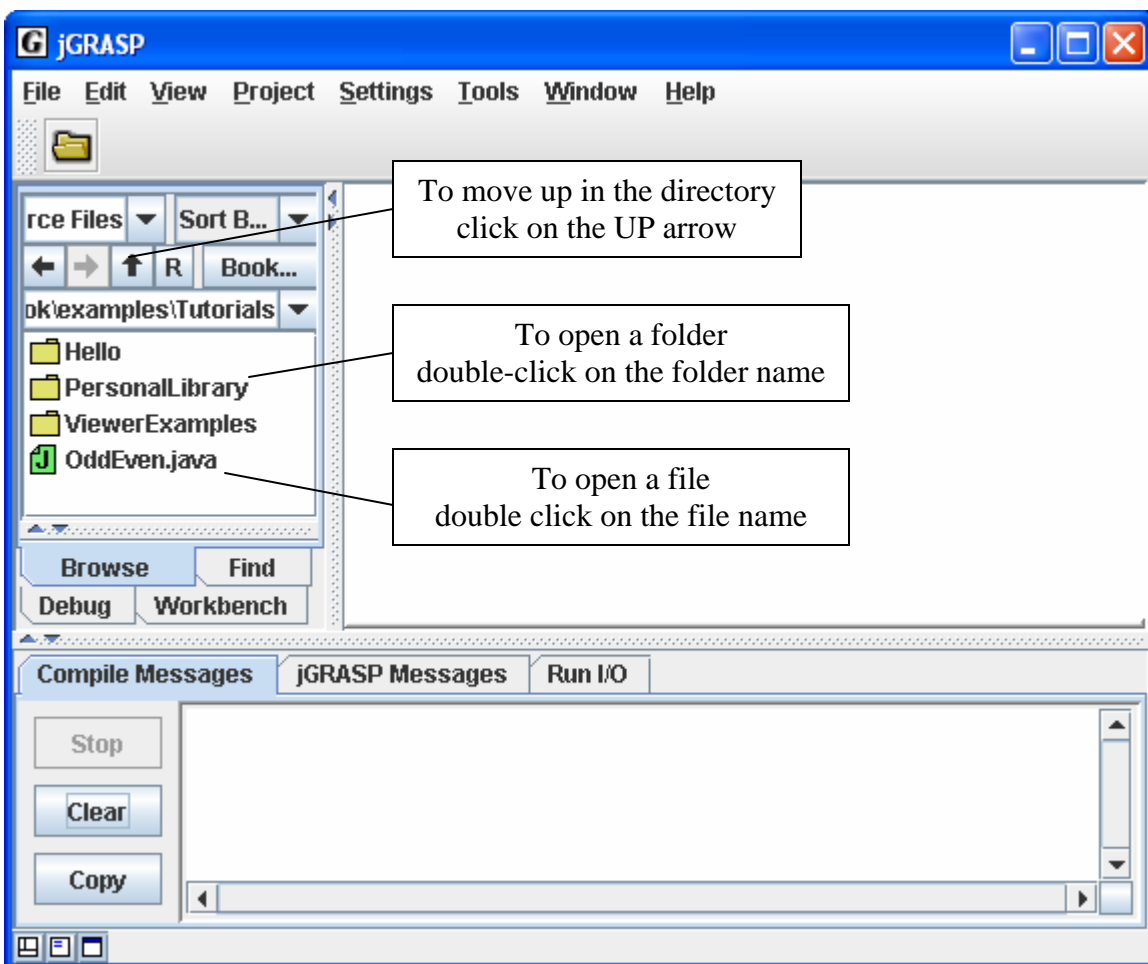 G jGRASP
File Edit View Project Settings Tools Window Help
To move up in the directory
click on the UP arrow
rce Files Sort B...
R Book...
ok\examples\Tutorials
To open a folder
double-click on the folder name
Hello
PersonalLibrary
ViewerExamples
J OddEven.java
To open a file
double click on the file name
Browse Find
Debug Workbench
Compile Messages jGRASP Messages Run I/O
Stop
Clear
Copy